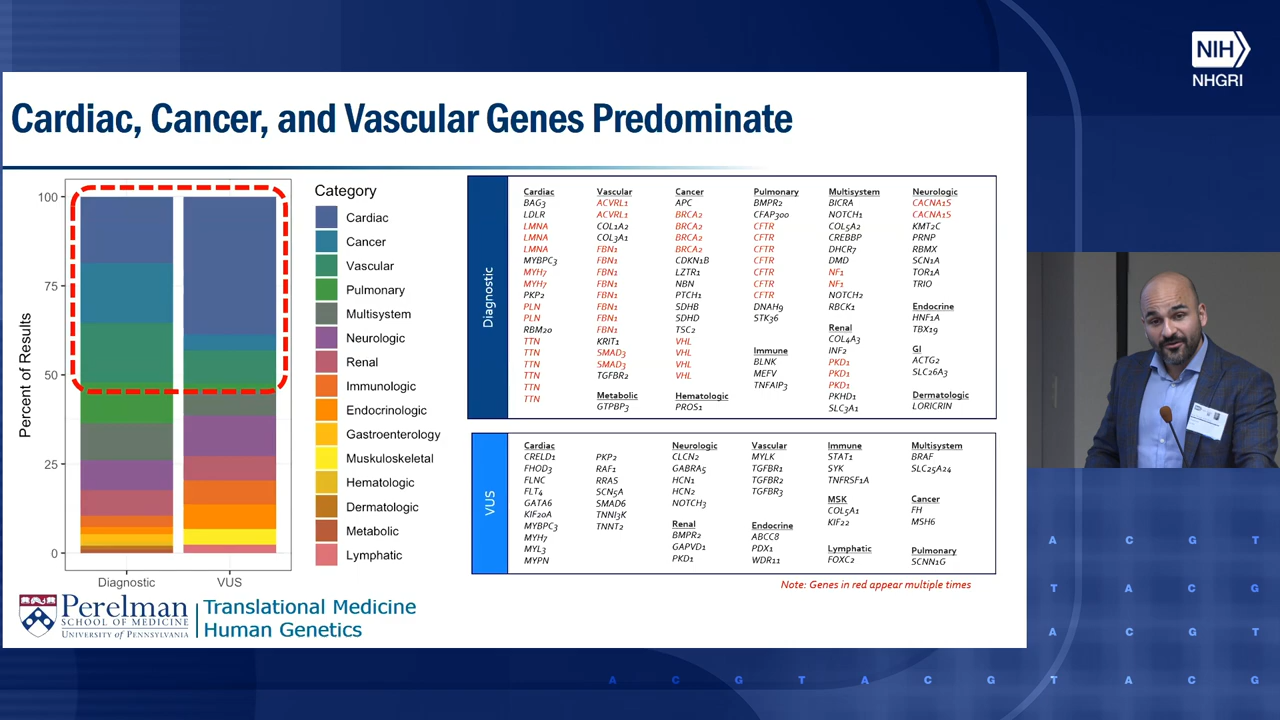 NIH
NHGRI
Cardiac, Cancer, and Vascular Genes Predominate
Percent of Results
100
75
50
25
0
Diagnostic
VUS
Category
Cardiac
Cancer
Vascular
Pulmonary
Multisystem
Neurologic
Renal
Immunologic
Endocrinologic
Gastroenterology
Muskuloskeletal
Hematologic
Dermatologic
Metabolic
Lymphatic
Diagnostic
Cardiac
BAG3
LDLR
LMNA
LMNA
LMNA
MYBPC3
MYH7
MYH7
PKP2
PLN
PLN
RBM20
TTN
TTN
TTN
TTN
TTN
TTN
Vascular
ACVRL1
ACVRL1
COL1A2
COL3A1
FBN1
FBN1
FBN1
FBN1
FBN1
FBN1
FBN1
FBN1
KRIT1
SMAD3
SMAD3
TGFBR2
Metabolic
GTPBP3
Cancer
APC
BRCA2
BRCA2
BRCA2
BRCA2
CDKN1B
LZTR1
NBN
PTCH1
SDHB
SDHD
TSC2
VHL
VHL
VHL
VHL
Hematologic
PROS1
Pulmonary
BMPR2
CFAP300
CFTR
CFTR
CFTR
CFTR
CFTR
CFTR
CFTR
DNAH9
STK36
Immune
BLNK
MEFV
TNFAIP3
Multisystem
BICRA
NOTCH1
COL5A2
CREBBP
DHCR7
DMD
NF1
NF1
NOTCH2
RBCK1
Renal
COL4A3
INF2
PKD1
PKD1
PKD1
PKHD1
SLC3A1
Neurologic
CACNA1S
CACNA1S
KMT2C
PRNP
RBMX
SCN1A
TOR1A
TRIO
Endocrine
HNF1A
TBX19
GI
ACTG2
SLC26A3
Dermatologic
LORICRIN
VUS
Cardiac
CRELD1
FHOD3
FLNC
FLT4
GATA6
KIF20A
MYBPC3
MYH7
MYL3
MYPN
PKP2
RAF1
RRAS
SCN5A
SMAD6
TNNI3K
TNNT2
Neurologic
CLCN2
GABRA5
HCN1
HCN2
NOTCH3
Renal
BMPR2
GAPVD1
PKD1
Vascular
MYLK
TGFBR1
TGFBR2
TGFBR3
Endocrine
ABCC8
PDX1
WDR11
Immune
STAT1
SYK
TNFRSF1A
MSK
COL5A1
KIF22
Lymphatic
FOXC2
Multisystem
BRAF
SLC25A24
Cancer
FH
MSH6
Pulmonary
SCNN1G
Note: Genes in red appear multiple times
Perelman
SCHOOL OF MEDICINE
UNIVERSITY of PENNSYLVANIA
Translational Medicine
Human Genetics
A C G T
T A C G
A C G T
A C G T A C G T A C G